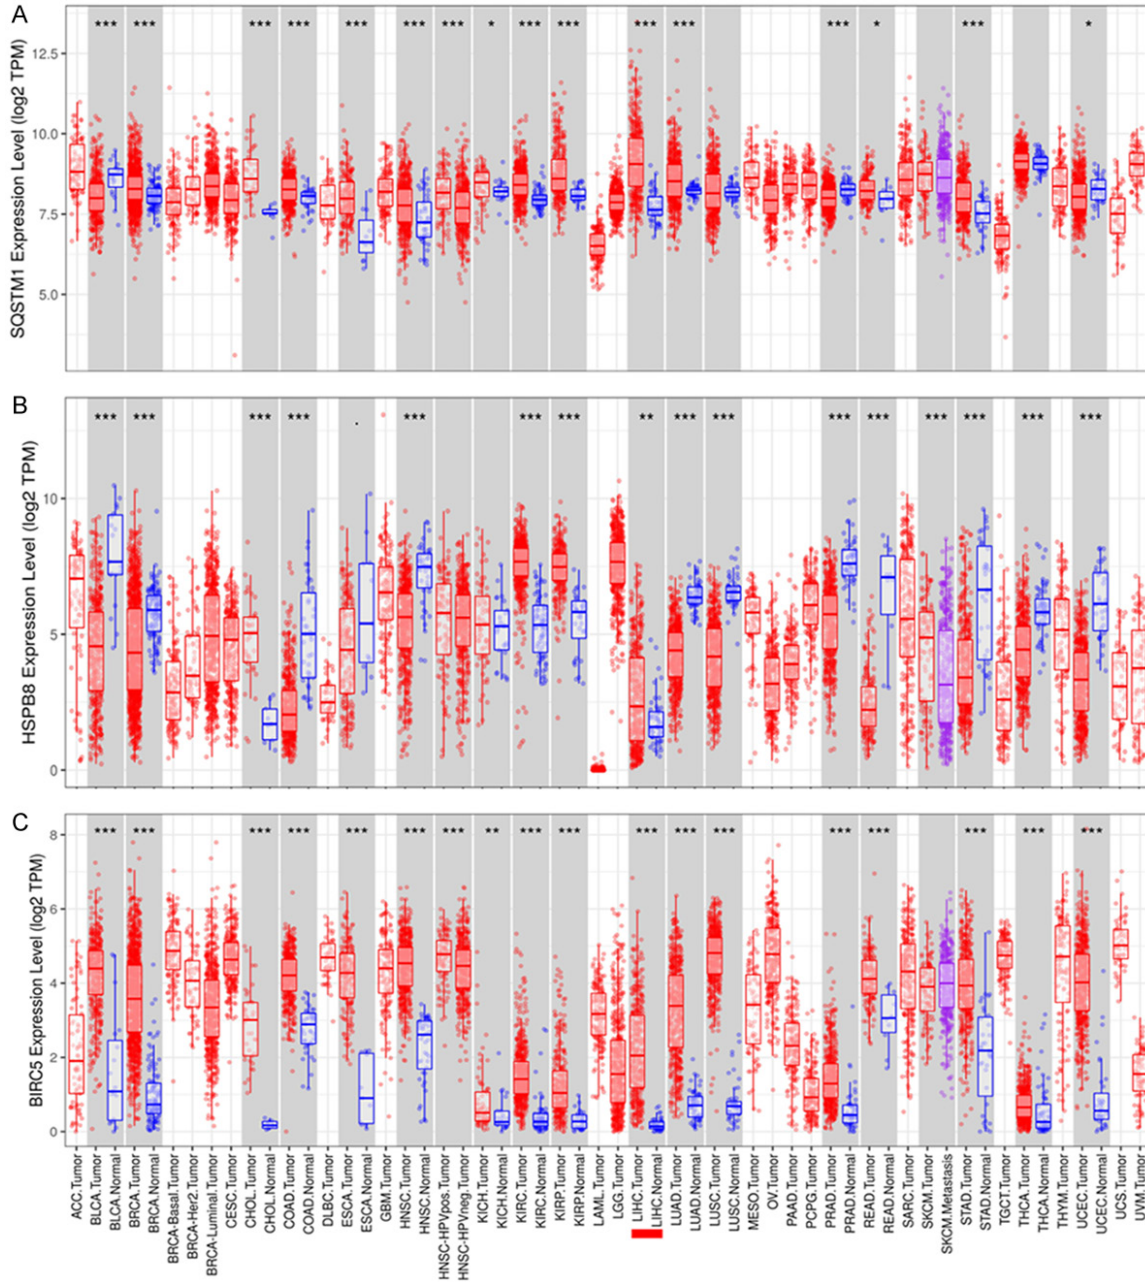 A
*** *** *** *** *** *** *** * *** *** *** *** *** * *** *
SQSTM1 Expression Level (log2 TPM)
12.5
10.0
7.5
5.0
B
*** *** *** *** *** *** *** ** *** *** *** *** *** *** *** ***
HSPB8 Expression Level (log2 TPM)
10
5
0
C
*** *** *** *** *** *** *** ** *** *** *** *** *** *** *** *** *** ***
BIRC5 Expression Level (log2 TPM)
8
6
4
2
0
ACC.Tumor
BLCA.Tumor
BLCA.Normal
BRCA.Tumor
BRCA.Normal
BRCA-Basal.Tumor
BRCA-Her2.Tumor
BRCA-Luminal.Tumor
CESC.Tumor
CHOL.Tumor
CHOL.Normal
COAD.Tumor
COAD.Normal
DLBC.Tumor
ESCA.Tumor
ESCA.Normal
GBM.Tumor
HNSC.Tumor
HNSC.Normal
HNSC-HPVpos.Tumor
HNSC-HPVneg.Tumor
KICH.Tumor
KICH.Normal
KIRC.Tumor
KIRC.Normal
KIRP.Tumor
KIRP.Normal
LAML.Tumor
LGG.Tumor
LIHC.Tumor
LIHC.Normal
LUAD.Tumor
LUAD.Normal
LUSC.Tumor
LUSC.Normal
MESO.Tumor
OV.Tumor
PAAD.Tumor
PCPG.Tumor
PRAD.Tumor
PRAD.Normal
READ.Tumor
READ.Normal
SARC.Tumor
SKCM.Tumor
SKCM.Metastasis
STAD.Tumor
STAD.Normal
TGCT.Tumor
THCA.Tumor
THCA.Normal
THYM.Tumor
UCEC.Tumor
UCEC.Normal
UCS.Tumor
UVM.Tumor